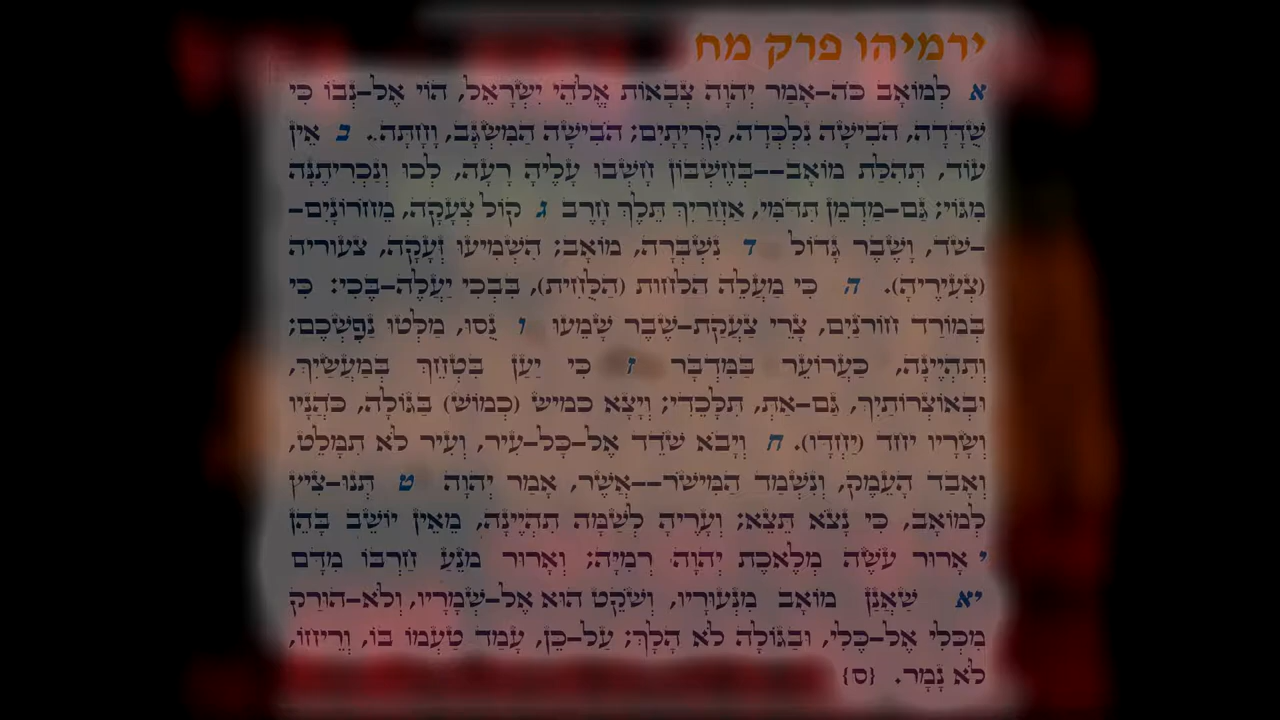 ירמיהו פרק מח
א לְמוֹאָב כֹּה-אָמַר יְהוָה צְבָאוֹת אֱלֹהֵי יִשְׂרָאֵל, הוֹי אֶל-נְבוֹ כִּי
שֻׁדָּדָה, הֹבִישָׁה נִלְכְּדָה, קִרְיָתָיִם; הֹבִישָׁה הַמִּשְׂגָּב, וָחָתָּה. ב אֵין
עוֹד, תְּהִלַּת מוֹאָב--בְּחֶשְׁבּוֹן חָשְׁבוּ עָלֶיהָ רָעָה, לְכוּ וְנַכְרִיתֶנָּה
מִגּוֹי; גַּם-מַדְמֵן תִּדֹּמִּי, אַחֲרַיִךְ תֵּלֶךְ חָרֶב ג קוֹל צְעָקָה, מֵחוֹרוֹנָיִם-
-שֹׁד, וָשֶׁבֶר גָּדוֹל ד נִשְׁבְּרָה, מוֹאָב; הִשְׁמִיעוּ זְּעָקָה, צעוריה
(צְעִירֶיהָ). ה כִּי מַעֲלֵה הלחות (הַלֻּחִית), בִּבְכִי יַעֲלֶה-בֶּכִי: כִּי
בְּמוֹרַד חוֹרֹנַיִם, צָרֵי צַעֲקַת-שֶׁבֶר שָׁמֵעוּ ו נֻסוּ, מַלְּטוּ נַפְשְׁכֶם;
וְתִהְיֶינָה, כַּעֲרוֹעֵר בַּמִּדְבָּר ז כִּי יַעַן בִּטְחֵךְ בְּמַעֲשַׂיִךְ,
וּבְאוֹצְרוֹתַיִךְ, גַּם-אַתְּ, תִּלָּכֵדִי; וְיָצָא כמיש (כְמוֹשׁ) בַּגּוֹלָה, כֹּהֲנָיו
וְשָׂרָיו יחד (יַחְדָּו). ח וְיָבֹא שֹׁדֵד אֶל-כָּל-עִיר, וְעִיר לֹא תִמָּלֵט,
וְאָבַד הָעֵמֶק, וְנִשְׁמַד הַמִּישֹׁר--אֲשֶׁר, אָמַר יְהוָה ט תְּנוּ-צִיץ
לְמוֹאָב, כִּי נָצֹא תֵּצֵא; וְעָרֶיהָ לְשַׁמָּה תִהְיֶינָה, מֵאֵין יוֹשֵׁב בָּהֵן
י אָרוּר עֹשֶׂה מְלֶאכֶת יְהוָה רְמִיָּה; וְאָרוּר מֹנֵעַ חַרְבּוֹ מִדָּם
יא שַׁאֲנַן מוֹאָב מִנְּעוּרָיו, וְשֹׁקֵט הוּא אֶל-שְׁמָרָיו, וְלֹא-הוּרַק
מִכְּלִי אֶל-כֶּלִי, וּבַגּוֹלָה לֹא הָלָךְ; עַל-כֵּן, עָמַד טַעְמוֹ בּוֹ, וְרֵיחוֹ,
לֹא נָמָר. {ס}